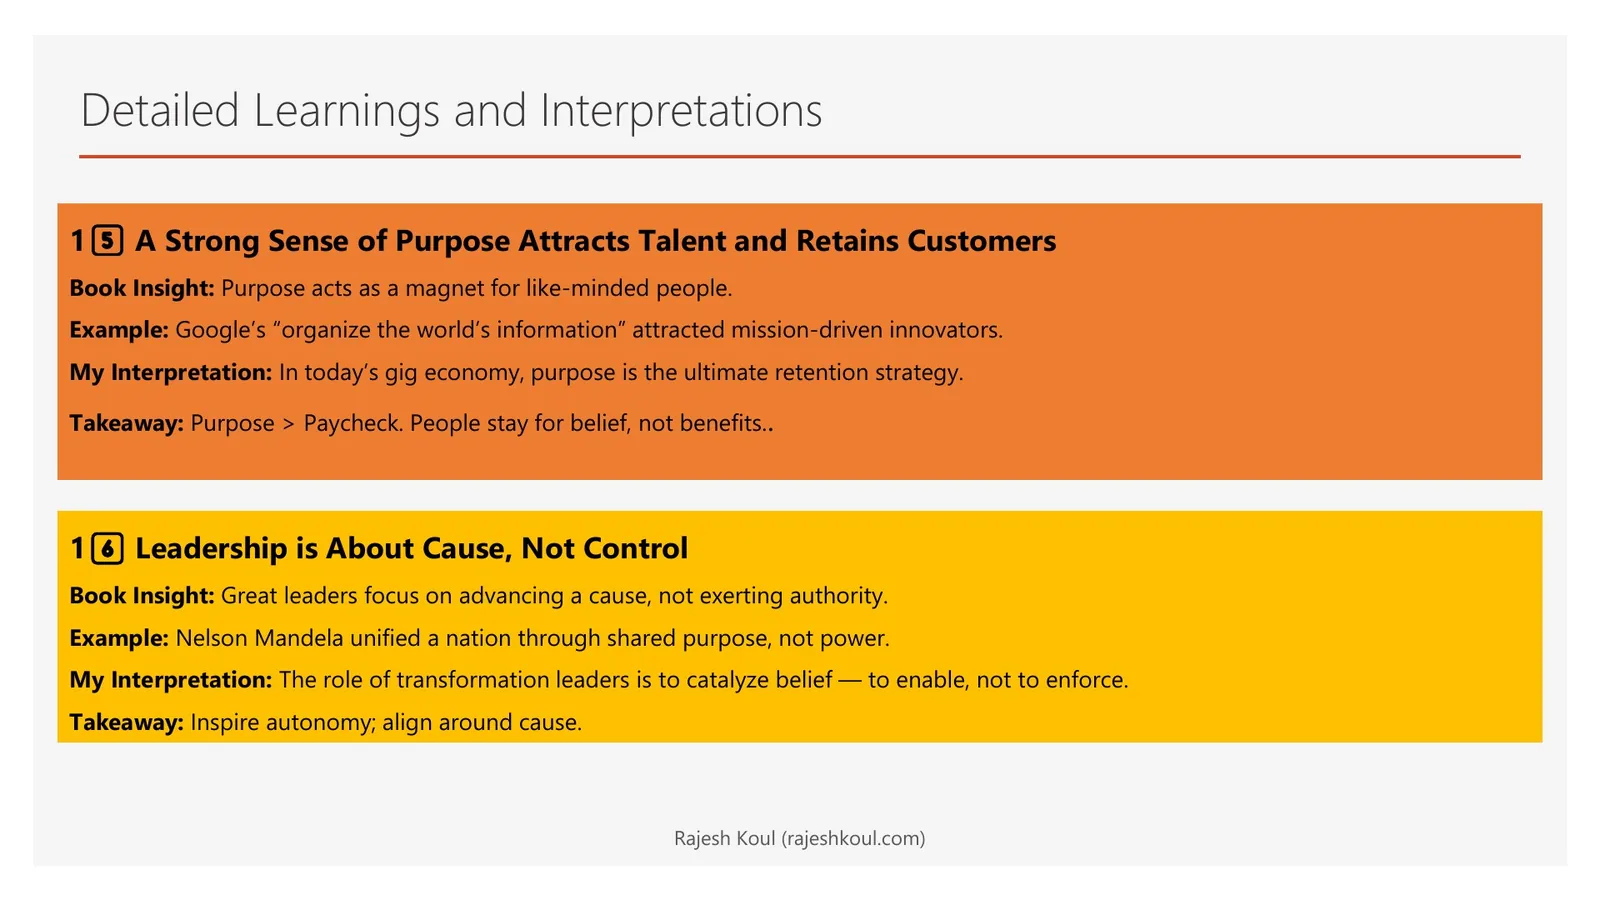 Detailed Learnings and Interpretations
15️⃣ A Strong Sense of Purpose Attracts Talent and Retains Customers
Book Insight: Purpose acts as a magnet for like-minded people.
Example: Google’s “organize the world’s information” attracted mission-driven innovators.
My Interpretation: In today’s gig economy, purpose is the ultimate retention strategy.
Takeaway: Purpose > Paycheck. People stay for belief, not benefits..
16️⃣ Leadership is About Cause, Not Control
Book Insight: Great leaders focus on advancing a cause, not exerting authority.
Example: Nelson Mandela unified a nation through shared purpose, not power.
My Interpretation: The role of transformation leaders is to catalyze belief — to enable, not to enforce.
Takeaway: Inspire autonomy; align around cause.
Rajesh Koul (rajeshkoul.com)